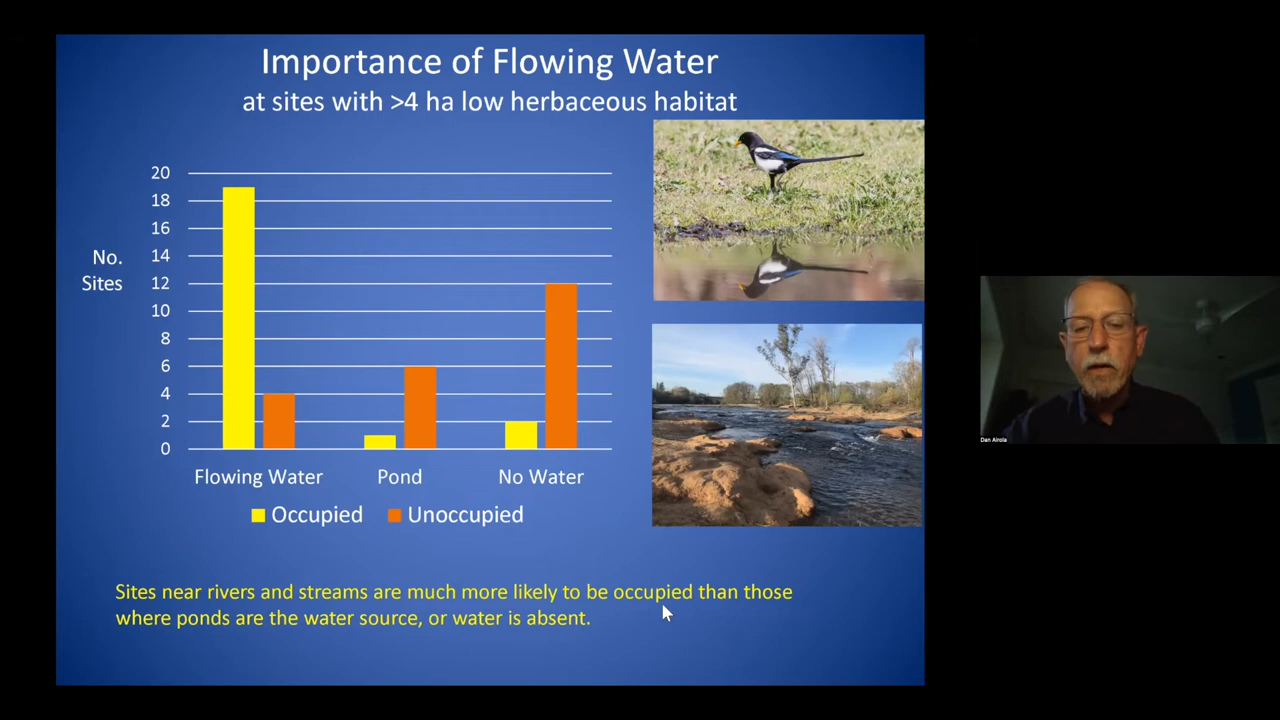 Importance of Flowing Water
at sites with >4 ha low herbaceous habitat
20
18
16
14
12
10
8
6
4
2
0
No.
Sites
Flowing Water
Pond
No Water
Occupied
Unoccupied
Sites near rivers and streams are much more likely to be occupied than those
where ponds are the water source, or water is absent.
Dan Airola